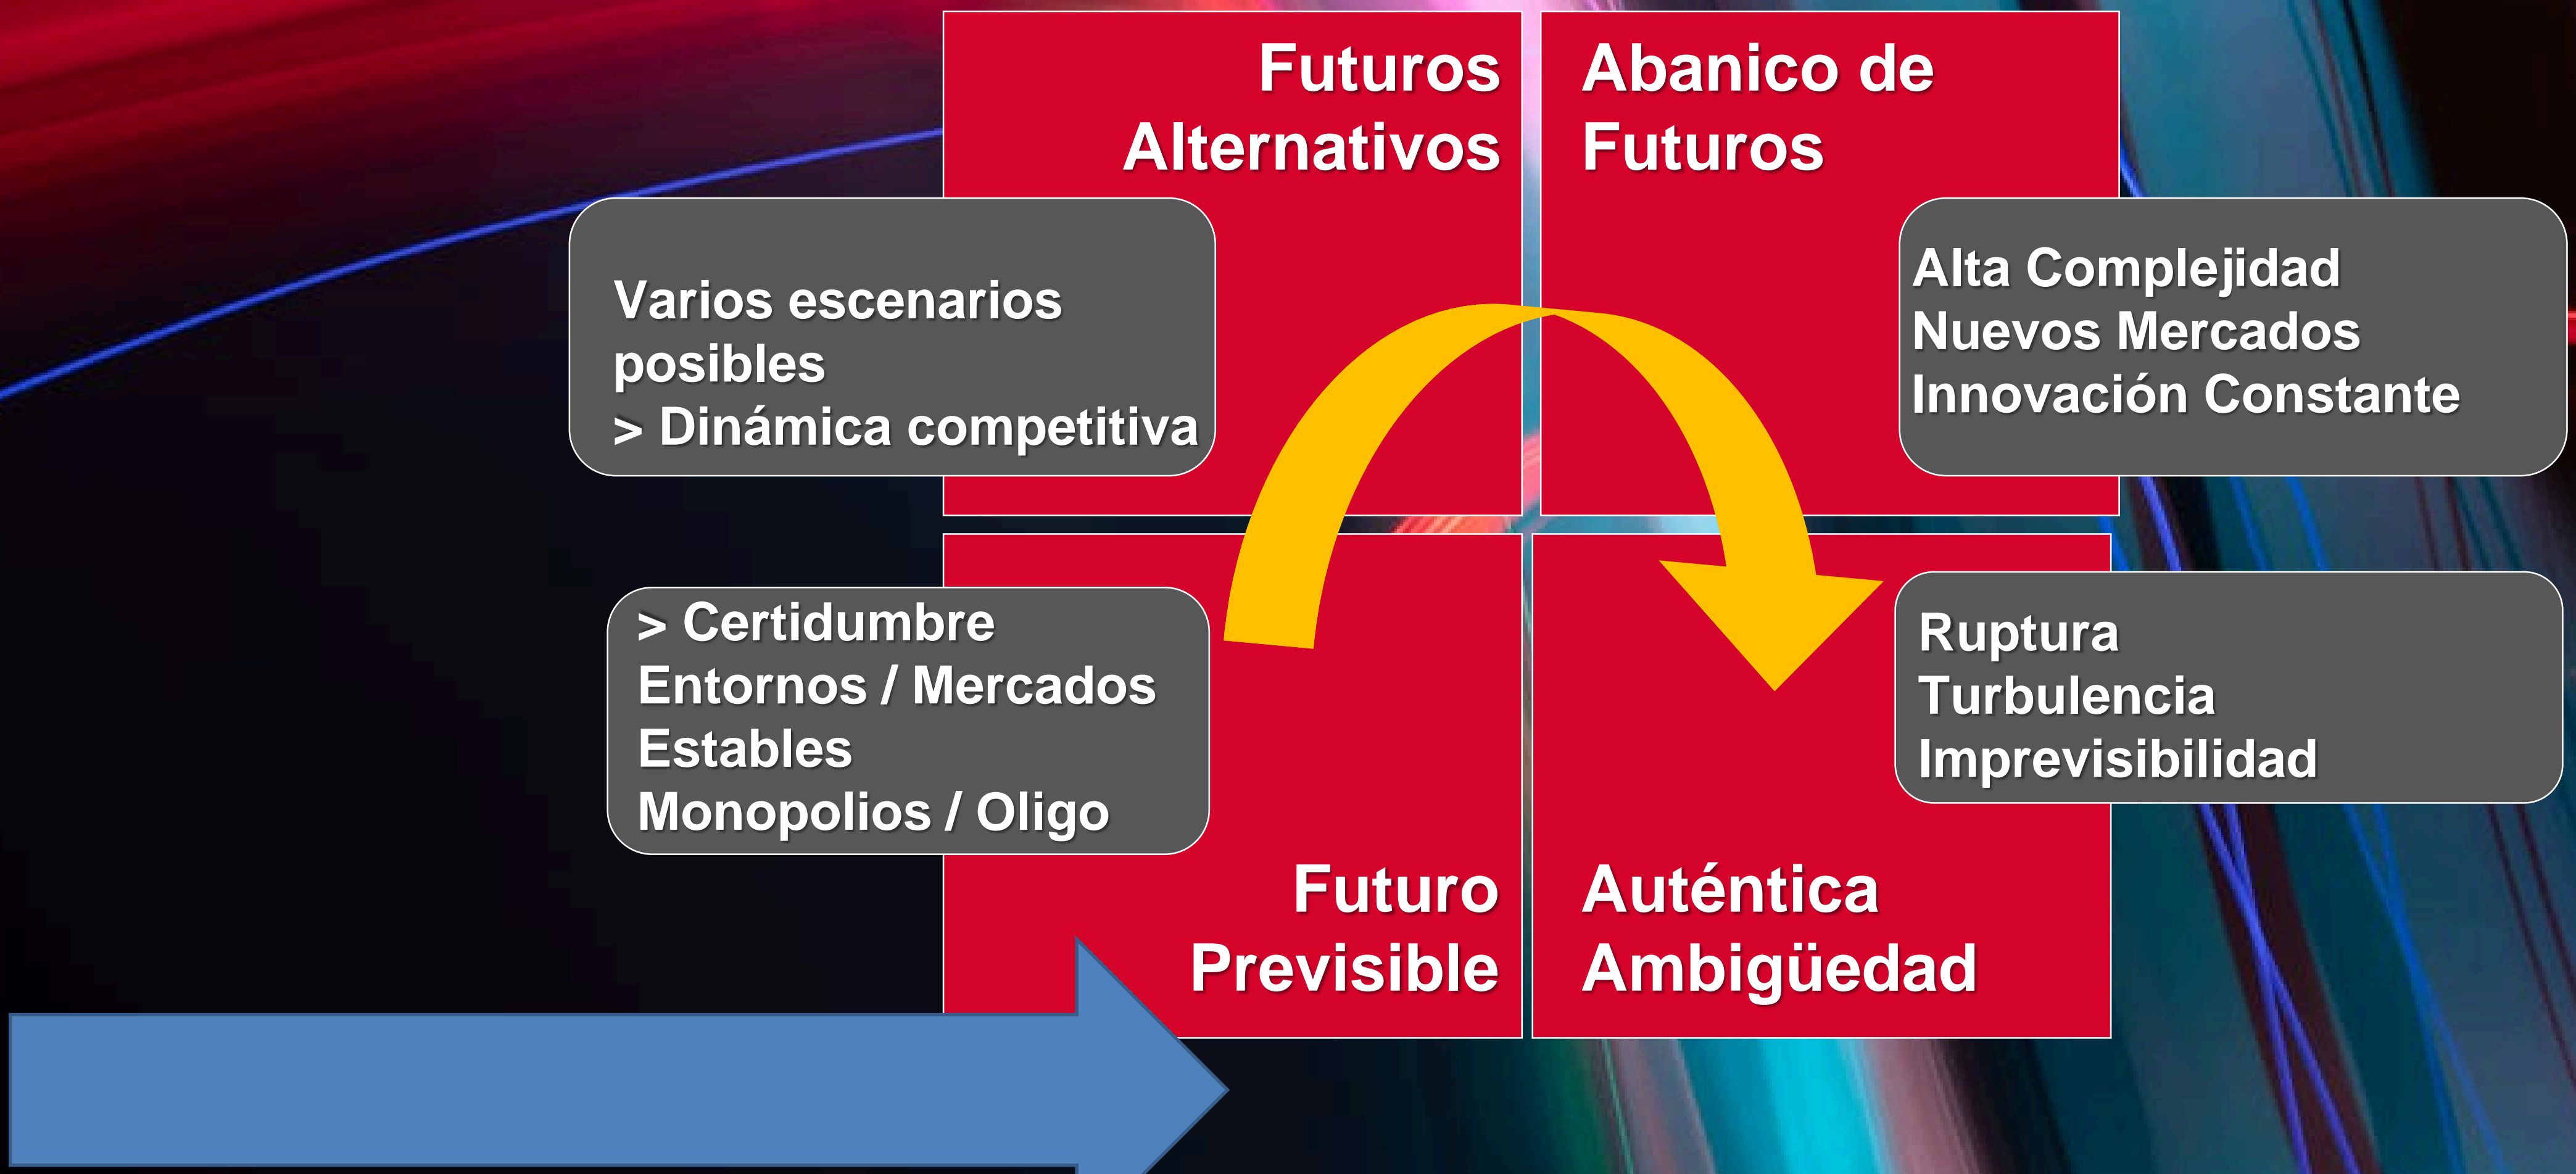 Futuros
Alternativos
Abanico de
Futuros
Varios escenarios
posibles
> Dinámica competitiva
Alta Complejidad
Nuevos Mercados
Innovación Constante
> Certidumbre
Entornos / Mercados
Estables
Monopolios / Oligo
Ruptura
Turbulencia
Imprevisibilidad
Futuro
Previsible
Auténtica
Ambigüedad